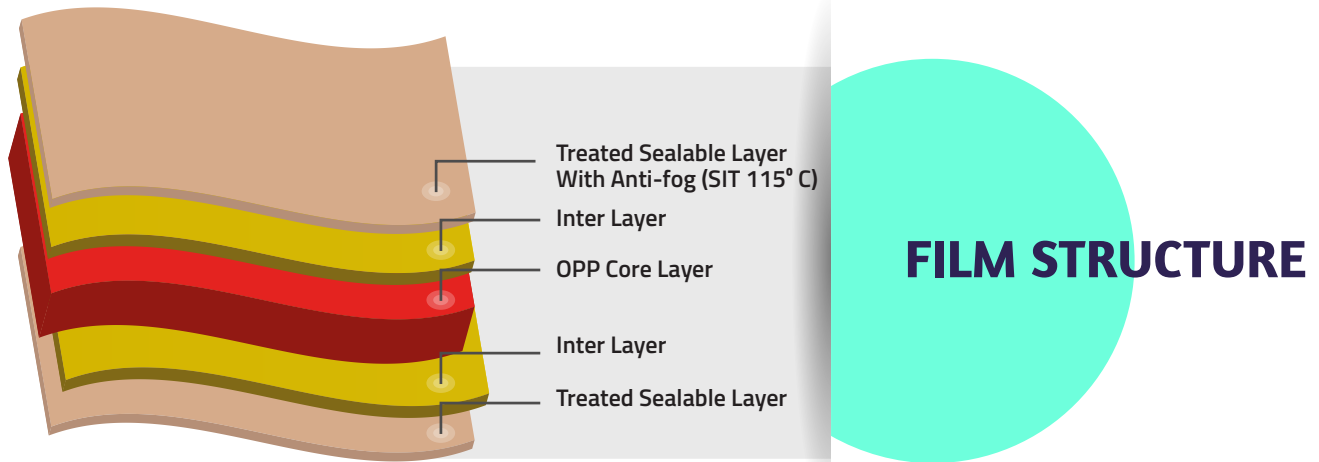 Treated Sealable Layer
With Anti-fog (SIT 115⁰ C)
Inter Layer
OPP Core Layer
Inter Layer
Treated Sealable Layer
FILM STRUCTURE